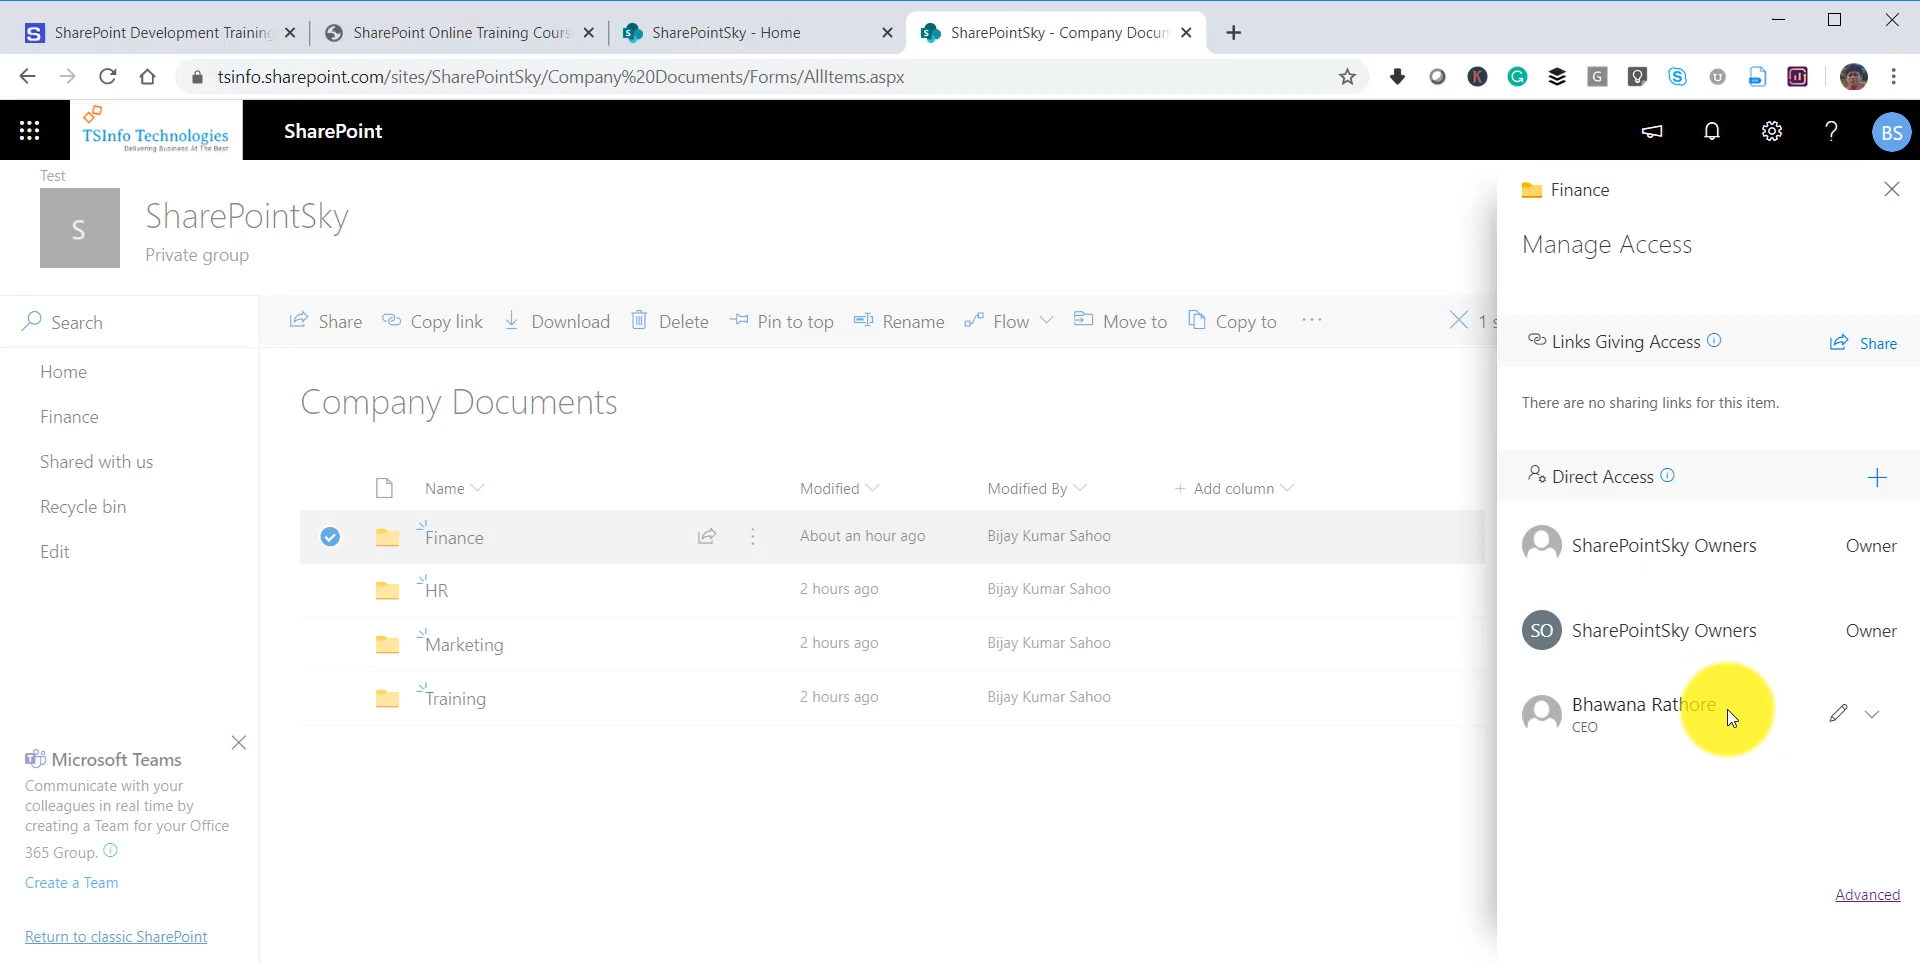 SharePoint Development Training
SharePoint Online Training Cours
SharePointSky - Home
SharePointSky - Company Docum
tsinfo.sharepoint.com/sites/SharePointSky/Company%20Documents/Forms/AllItems.aspx
TSInfo Technologies
Delivering Business At The Best
SharePoint
BS
Test
S
SharePointSky
Private group
Finance
Manage Access
Search
Share
Copy link
Download
Delete
Pin to top
Rename
Flow
Move to
Copy to
1 s
Links Giving Access
Share
There are no sharing links for this item.
Home
Finance
Shared with us
Recycle bin
Edit
Company Documents
Name
Modified
Modified By
+ Add column
Finance
About an hour ago
Bijay Kumar Sahoo
HR
2 hours ago
Bijay Kumar Sahoo
Marketing
2 hours ago
Bijay Kumar Sahoo
Training
2 hours ago
Bijay Kumar Sahoo
Direct Access
SharePointSky Owners
Owner
SO
SharePointSky Owners
Owner
Bhawana Rathore
CEO
Advanced
Microsoft Teams
Communicate with your
colleagues in real time by
creating a Team for your Office
365 Group.
Create a Team
Return to classic SharePoint